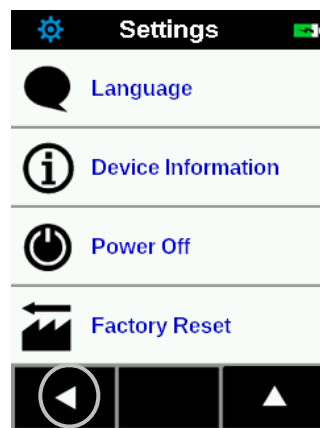 Settings
Language
Device Information
Power Off
Factory Reset